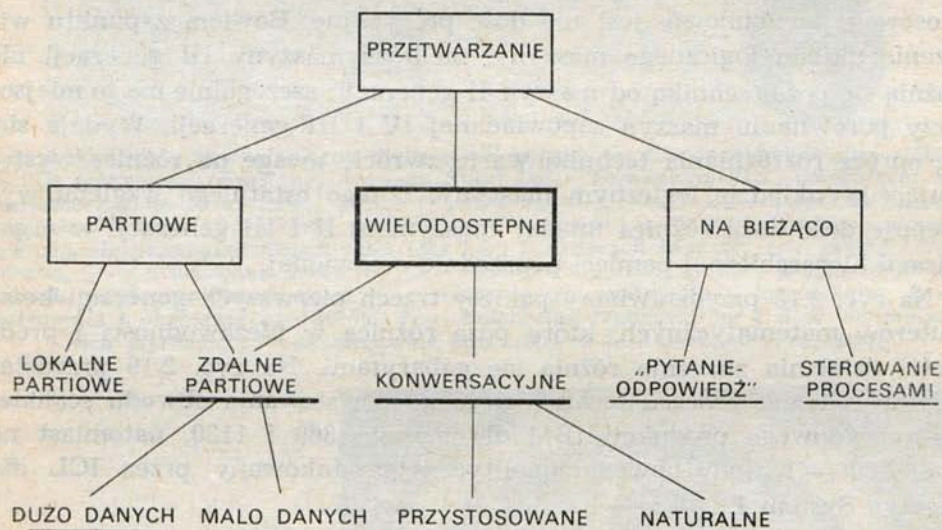 PRZETWARZANIE
PARTIOWE
WIELODOSTĘPNE
NA BIEŻĄCO
LOKALNE
PARTIOWE
ZDALNE
PARTIOWE
KONWERSACYJNE
„PYTANIE-
ODPOWIEDŹ”
STEROWANIE
PROCESAMI
DUŻO DANYCH
MALO DANYCH
PRZYSTOSOWANE
NATURALNE